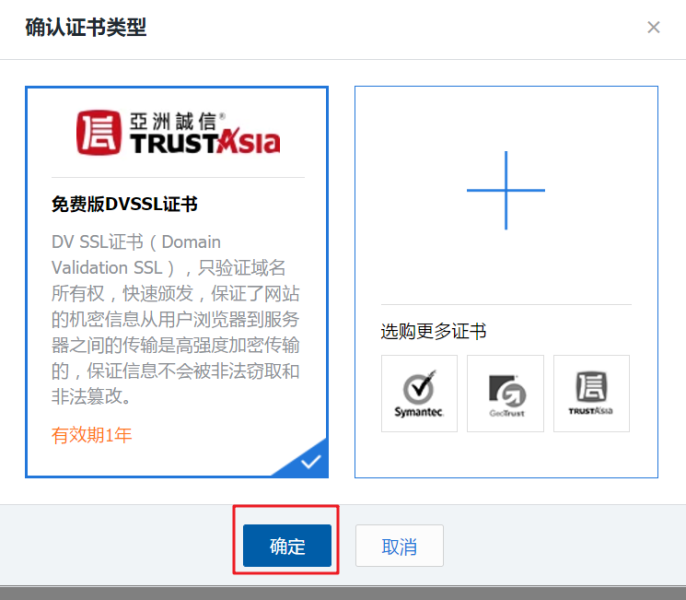 确认证书类型
亞洲誠信®
TRUSTAsia
免费版DVSSL证书
DV SSL证书（Domain
Validation SSL），只验证域名
所有权，快速颁发，保证了网站
的机密信息从用户浏览器到服务
器之间的传输是高强度加密传输
的，保证信息不会被非法窃取和
非法篡改。
有效期1年
选购更多证书
Symantec.
GeoTrust
TRUSTAsia
确定
取消